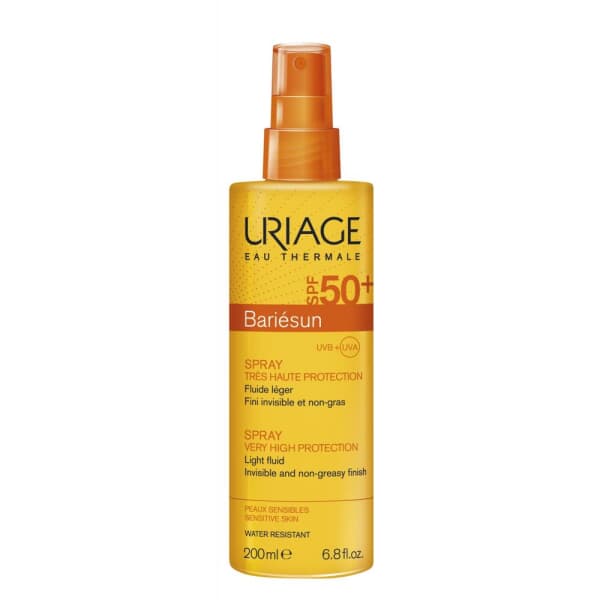 URIAGE
EAU THERMALE
SPF 50+
Bariésun
UVB + UVA
SPRAY
TRÈS HAUTE PROTECTION
Fluide léger
Fini invisible et non-gras
SPRAY
VERY HIGH PROTECTION
Light fluid
Invisible and non-greasy finish
PEAUX SENSIBLES
SENSITIVE SKIN
WATER RESISTANT
200ml e 6.8 fl.oz.